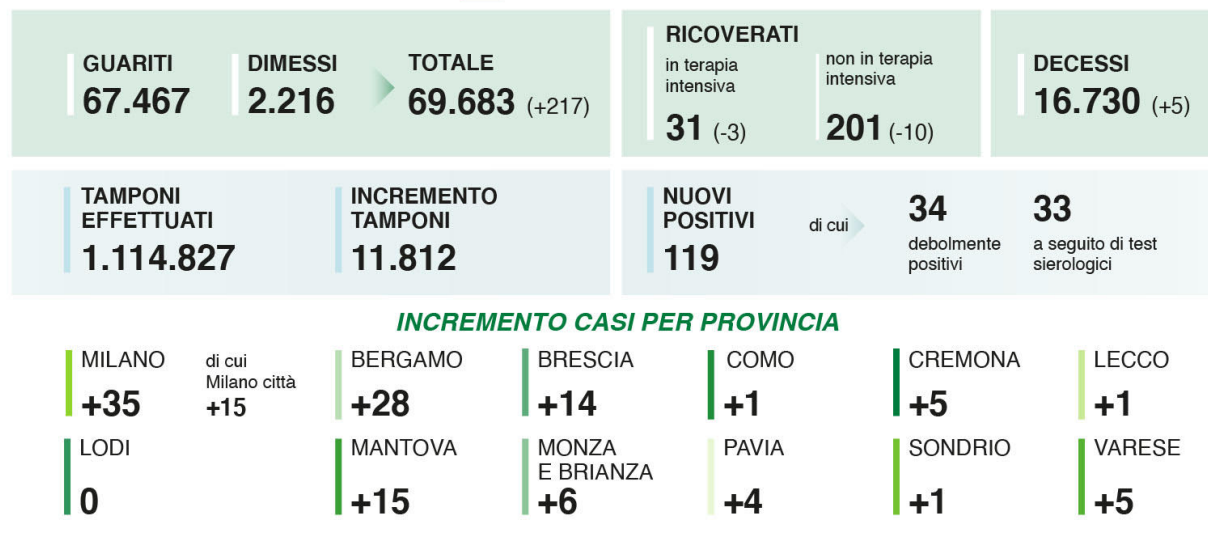 GUARITI
67.467
DIMESSI
2.216
TOTALE
69.683 (+217)
RICOVERATI
in terapia
intensiva
31 (-3)
non in terapia
intensiva
201 (-10)
DECESSI
16.730 (+5)
TAMPONI
EFFETTUATI
1.114.827
INCREMENTO
TAMPONI
11.812
NUOVI
POSITIVI
119
di cui
34
debolmente
positivi
33
a seguito di test
sierologici
INCREMENTO CASI PER PROVINCIA
MILANO
+35
di cui
Milano città
+15
BERGAMO
+28
BRESCIA
+14
COMO
+1
CREMONA
+5
LECCO
+1
LODI
0
MANTOVA
+15
MONZA
E BRIANZA
+6
PAVIA
+4
SONDRIO
+1
VARESE
+5